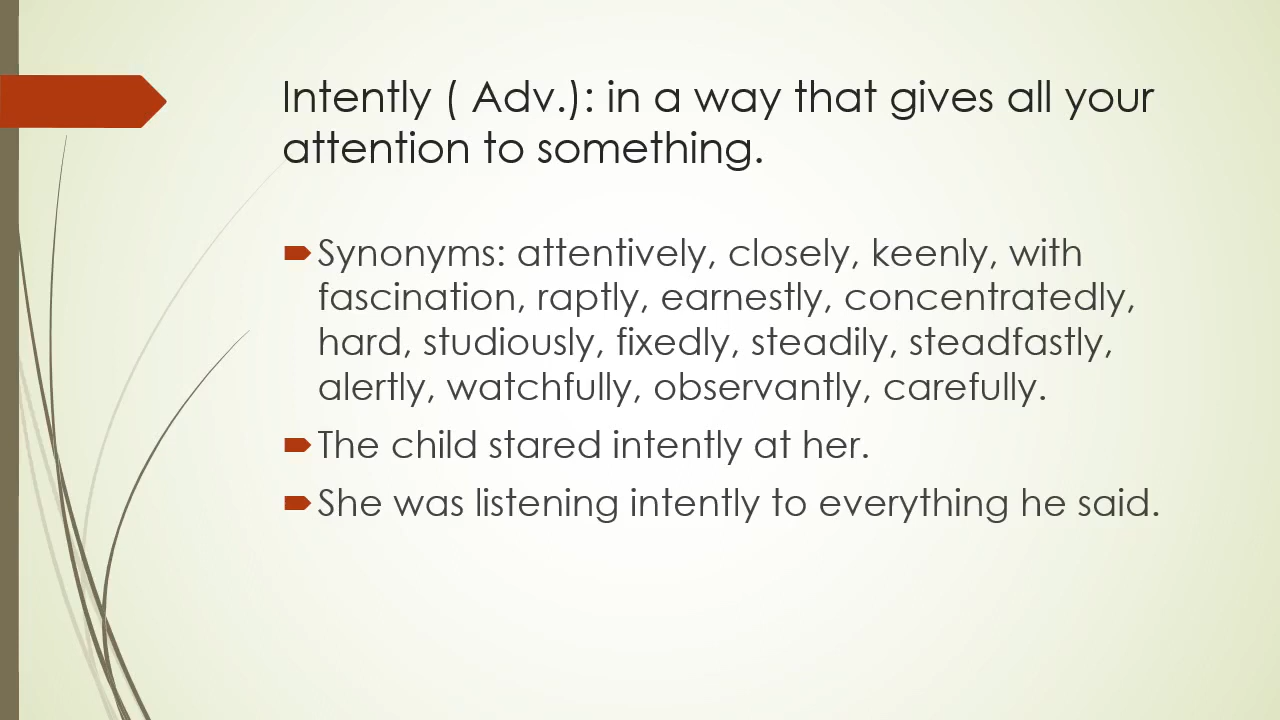 Intently ( Adv.): in a way that gives all your
attention to something.
Synonyms: attentively, closely, keenly, with
fascination, raptly, earnestly, concentratedly,
hard, studiously, fixedly, steadily, steadfastly,
alertly, watchfully, observantly, carefully.
The child stared intently at her.
She was listening intently to everything he said.